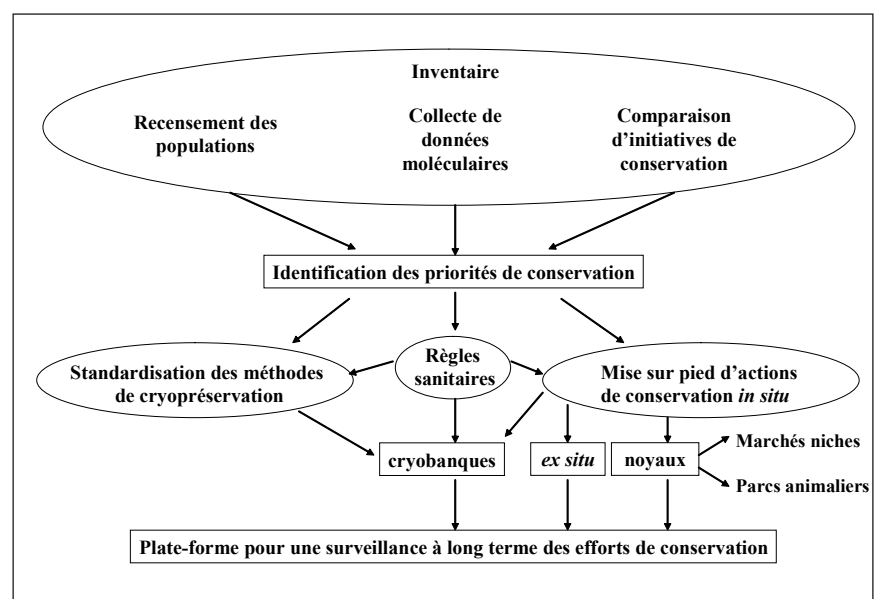 Inventaire
Recensement des
populations
Collecte de
données
moléculaires
Comparaison
d'initiatives de
conservation
Identification des priorités de conservation
Standardisation des méthodes
de cryopréservation
Règles
sanitaires
Mise sur pied d'actions
de conservation in situ
cryobanques
ex situ
noyaux
Marchés niches
Parcs animaliers
Plate-forme pour une surveillance à long terme des efforts de conservation